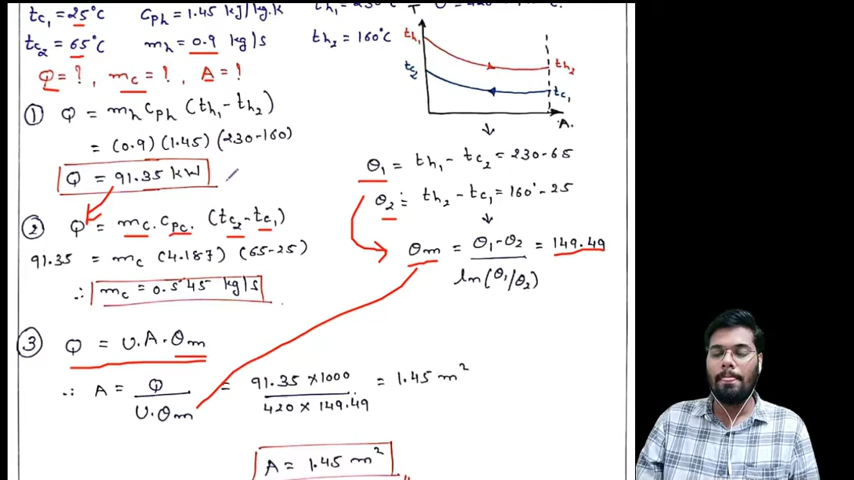 tc₁ = 25°c    Cph = 1.45 kJ/kg.k
tc₂ = 65°c    mh = 0.9 kg/s    th₂ = 160°c
Q = ?, mc = ?, A = ?
① Q = mh Cph (th₁ - th₂)
= (0.9) (1.45) (230-160)
Q = 91.35 kW
② Q = mc. Cpc. (tc₂ - tc₁)
91.35 = mc (4.187) (65-25)
∴ mc = 0.545 kg/s
③ Q = U.A.θm
∴ A = Q / U.θm = 91.35 × 1000 / 420 × 149.49 = 1.45 m²
A = 1.45 m²
T
th₁
tc₂
th₂
tc₁
A.
θ₁ = th₁ - tc₂ = 230-65
θ₂ = th₂ - tc₁ = 160°-25
θm = θ₁-θ₂ / ln(θ₁/θ₂) = 149.49